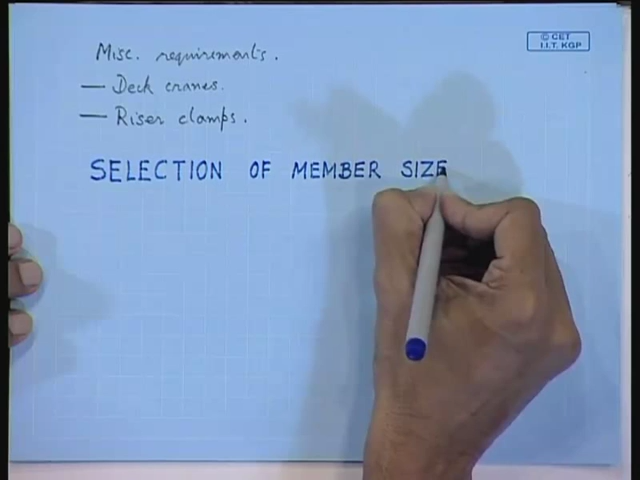 © CET
I.I.T. KGP
Misc. requirements.
— Deck cranes.
— Riser clamps.
SELECTION OF MEMBER SIZE